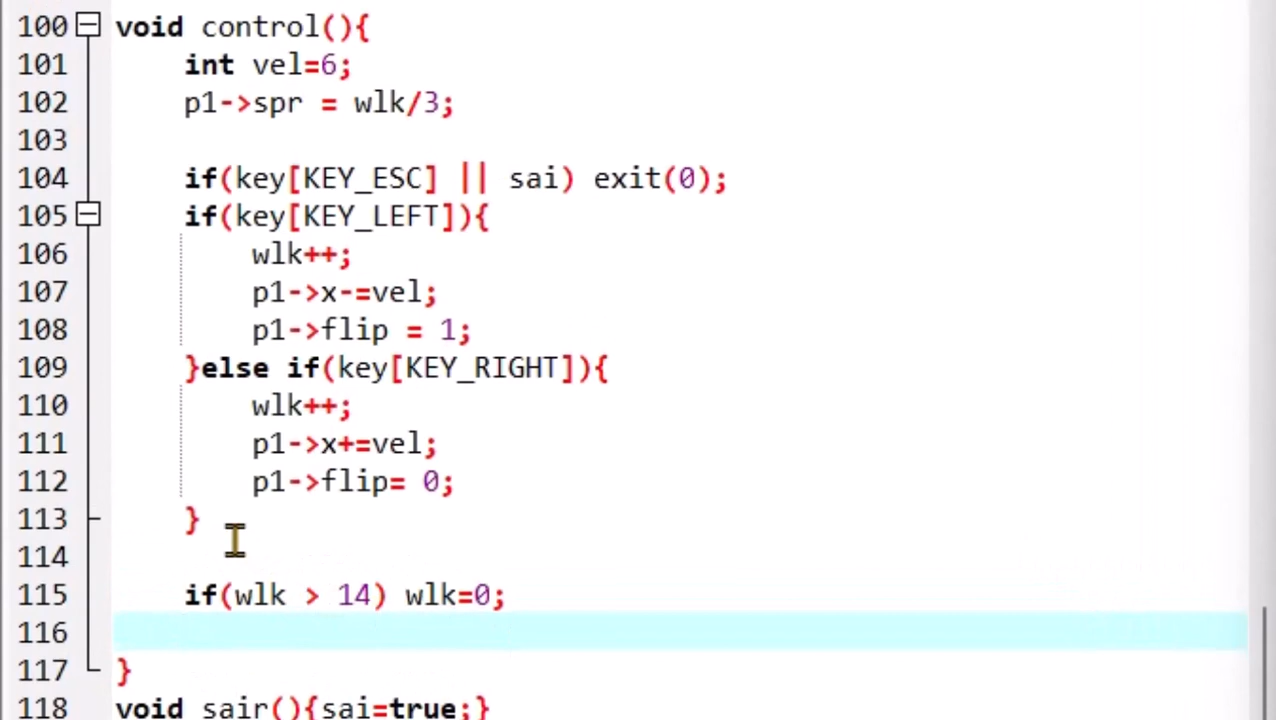 100 void control(){
101 int vel=6;
102 p1->spr = wlk/3;
103
104 if(key[KEY_ESC] || sai) exit(0);
105 if(key[KEY_LEFT]){
106 wlk++;
107 p1->x-=vel;
108 p1->flip = 1;
109 }else if(key[KEY_RIGHT]){
110 wlk++;
111 p1->x+=vel;
112 p1->flip= 0;
113 }
114
115 if(wlk > 14) wlk=0;
116
117 }
118 void sair(){sai=true;}